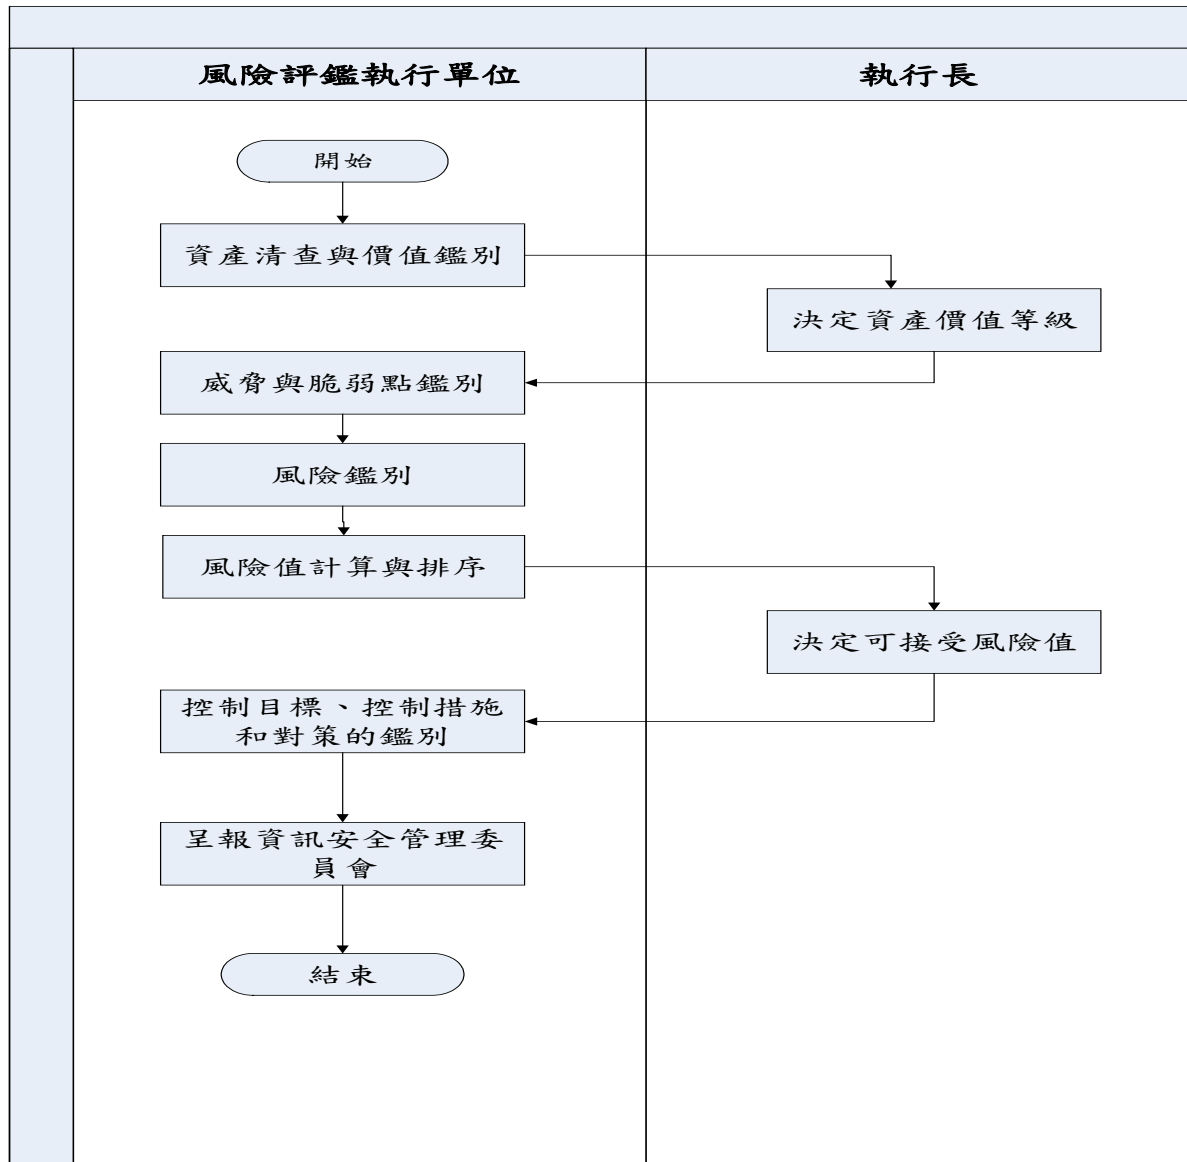 風險評鑑執行單位
執行長
開始
資產清查與價值鑑別
決定資產價值等級
威脅與脆弱點鑑別
風險鑑別
風險值計算與排序
決定可接受風險值
控制目標、控制措施
和對策的鑑別
呈報資訊安全管理委
員會
結束